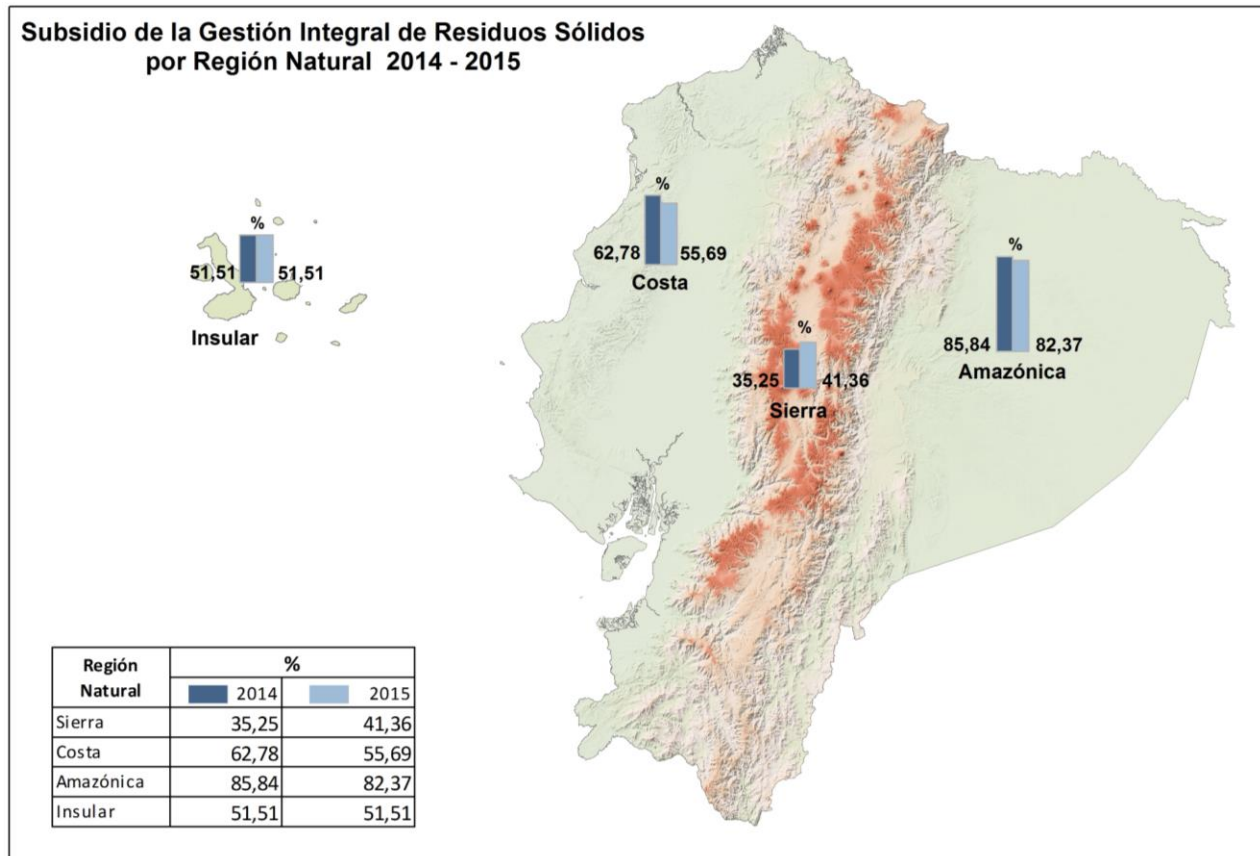 Subsidio de la Gestión Integral de Residuos Sólidos
por Región Natural 2014 - 2015
%
51,51 51,51
Insular
%
62,78 55,69
Costa
%
35,25 41,36
Sierra
%
85,84 82,37
Amazónica
Región Natural %
2014 2015
Sierra 35,25 41,36
Costa 62,78 55,69
Amazónica 85,84 82,37
Insular 51,51 51,51